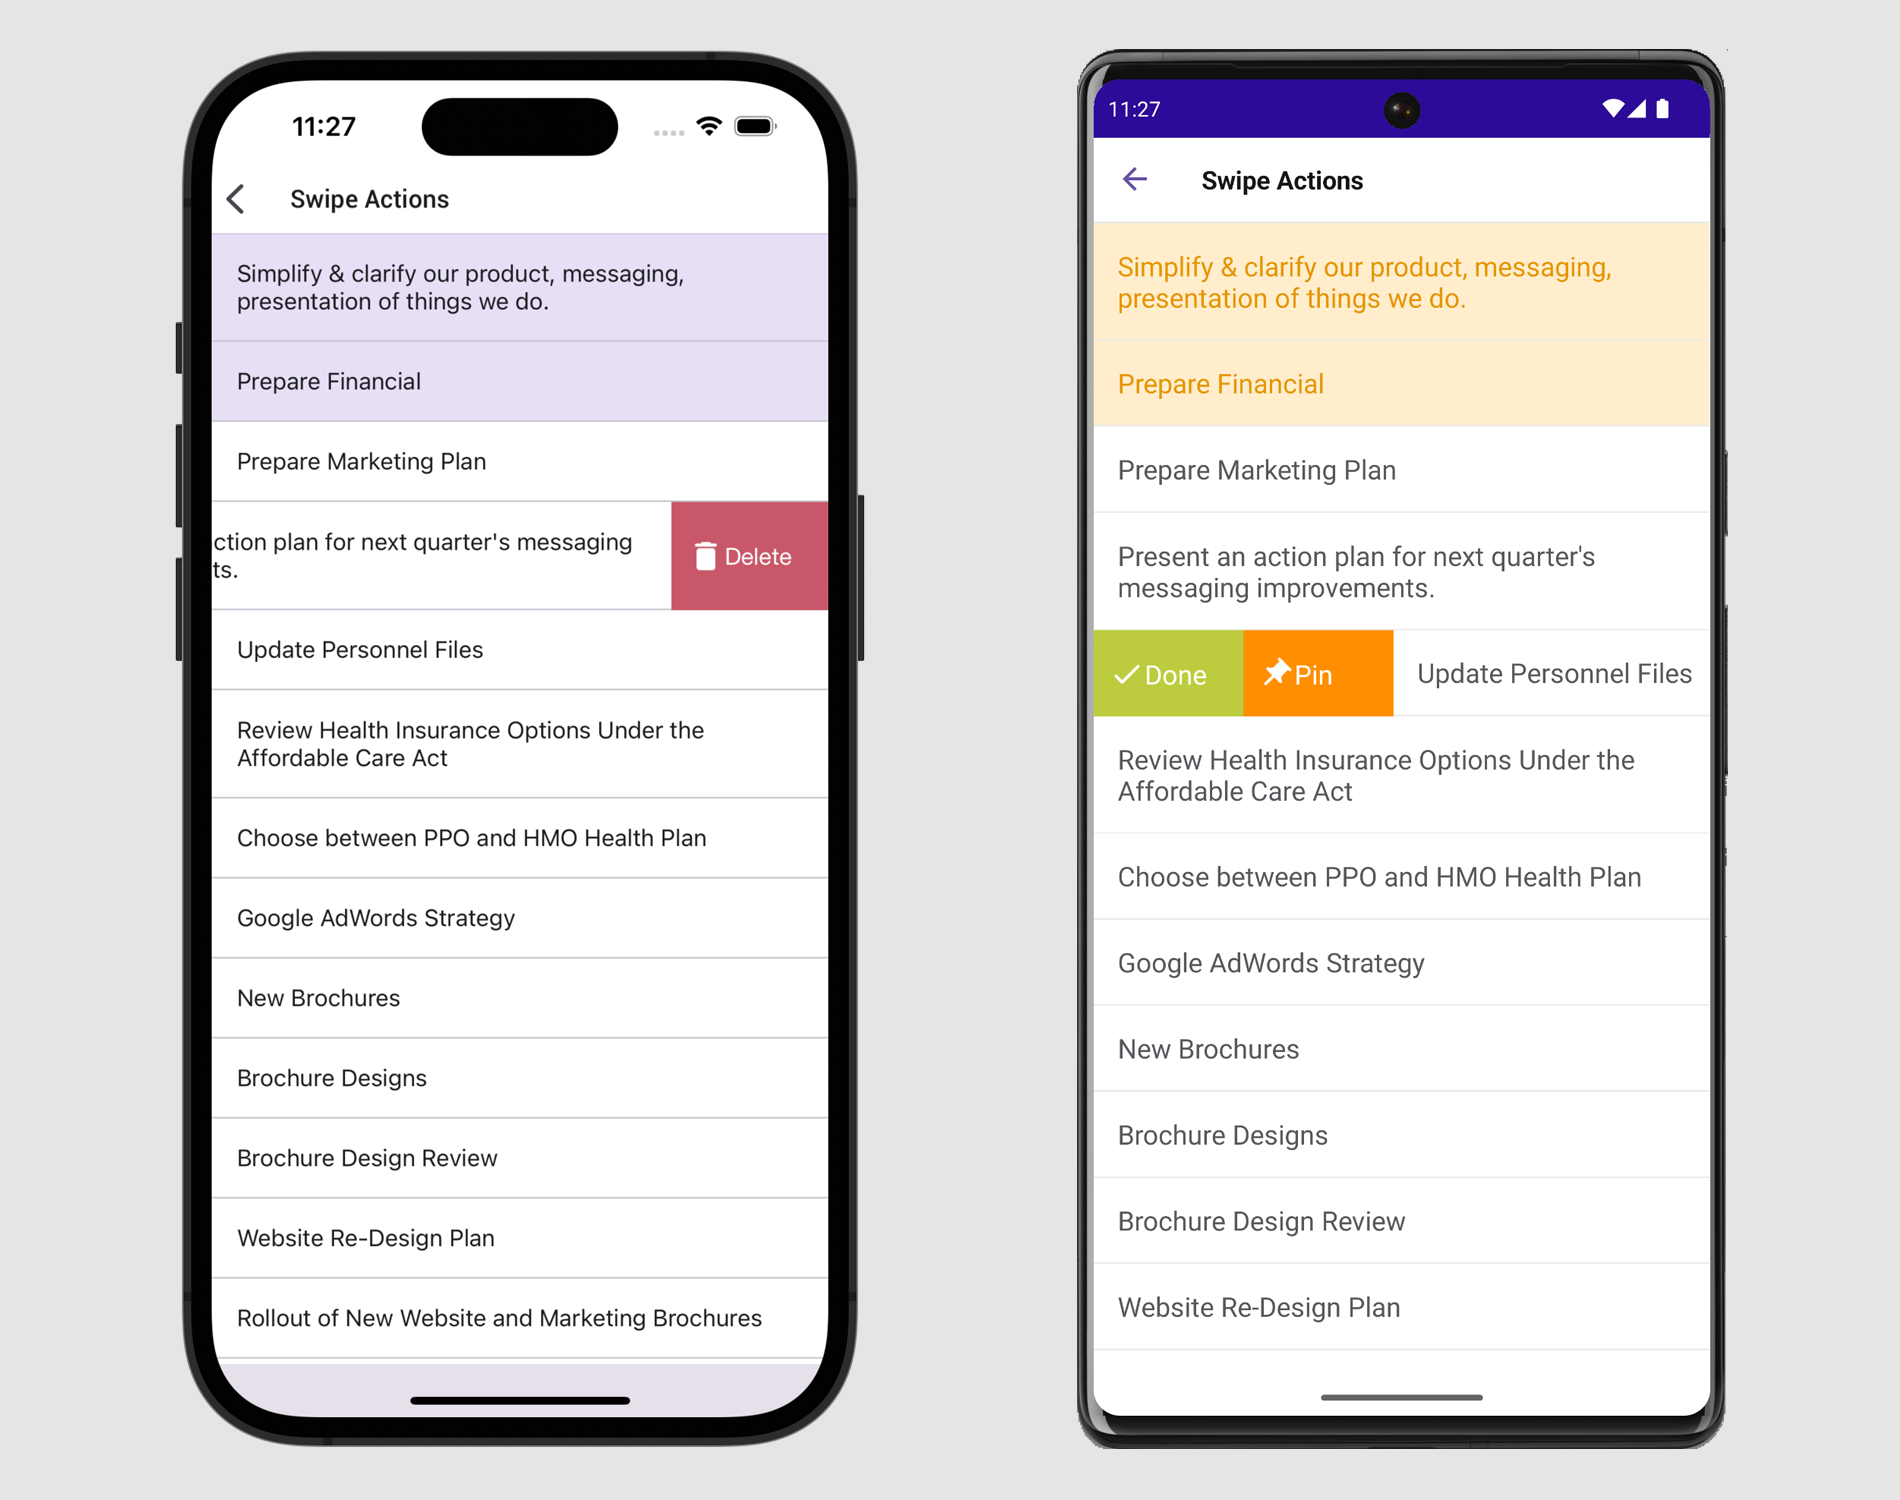 11:27
Swipe Actions
Simplify & clarify our product, messaging,
presentation of things we do.
Prepare Financial
Prepare Marketing Plan
ction plan for next quarter's messaging
ts.
Delete
Update Personnel Files
Review Health Insurance Options Under the
Affordable Care Act
Choose between PPO and HMO Health Plan
Google AdWords Strategy
New Brochures
Brochure Designs
Brochure Design Review
Website Re-Design Plan
Rollout of New Website and Marketing Brochures
11:27
Swipe Actions
Simplify & clarify our product, messaging,
presentation of things we do.
Prepare Financial
Prepare Marketing Plan
Present an action plan for next quarter's
messaging improvements.
Done
Pin
Update Personnel Files
Review Health Insurance Options Under the
Affordable Care Act
Choose between PPO and HMO Health Plan
Google AdWords Strategy
New Brochures
Brochure Designs
Brochure Design Review
Website Re-Design Plan